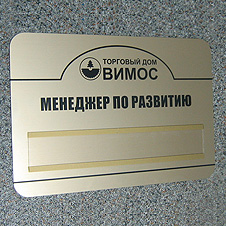 ТОРГОВЫЙ ДОМ
ВИМОС
МЕНЕДЖЕР ПО РАЗВИТИЮ